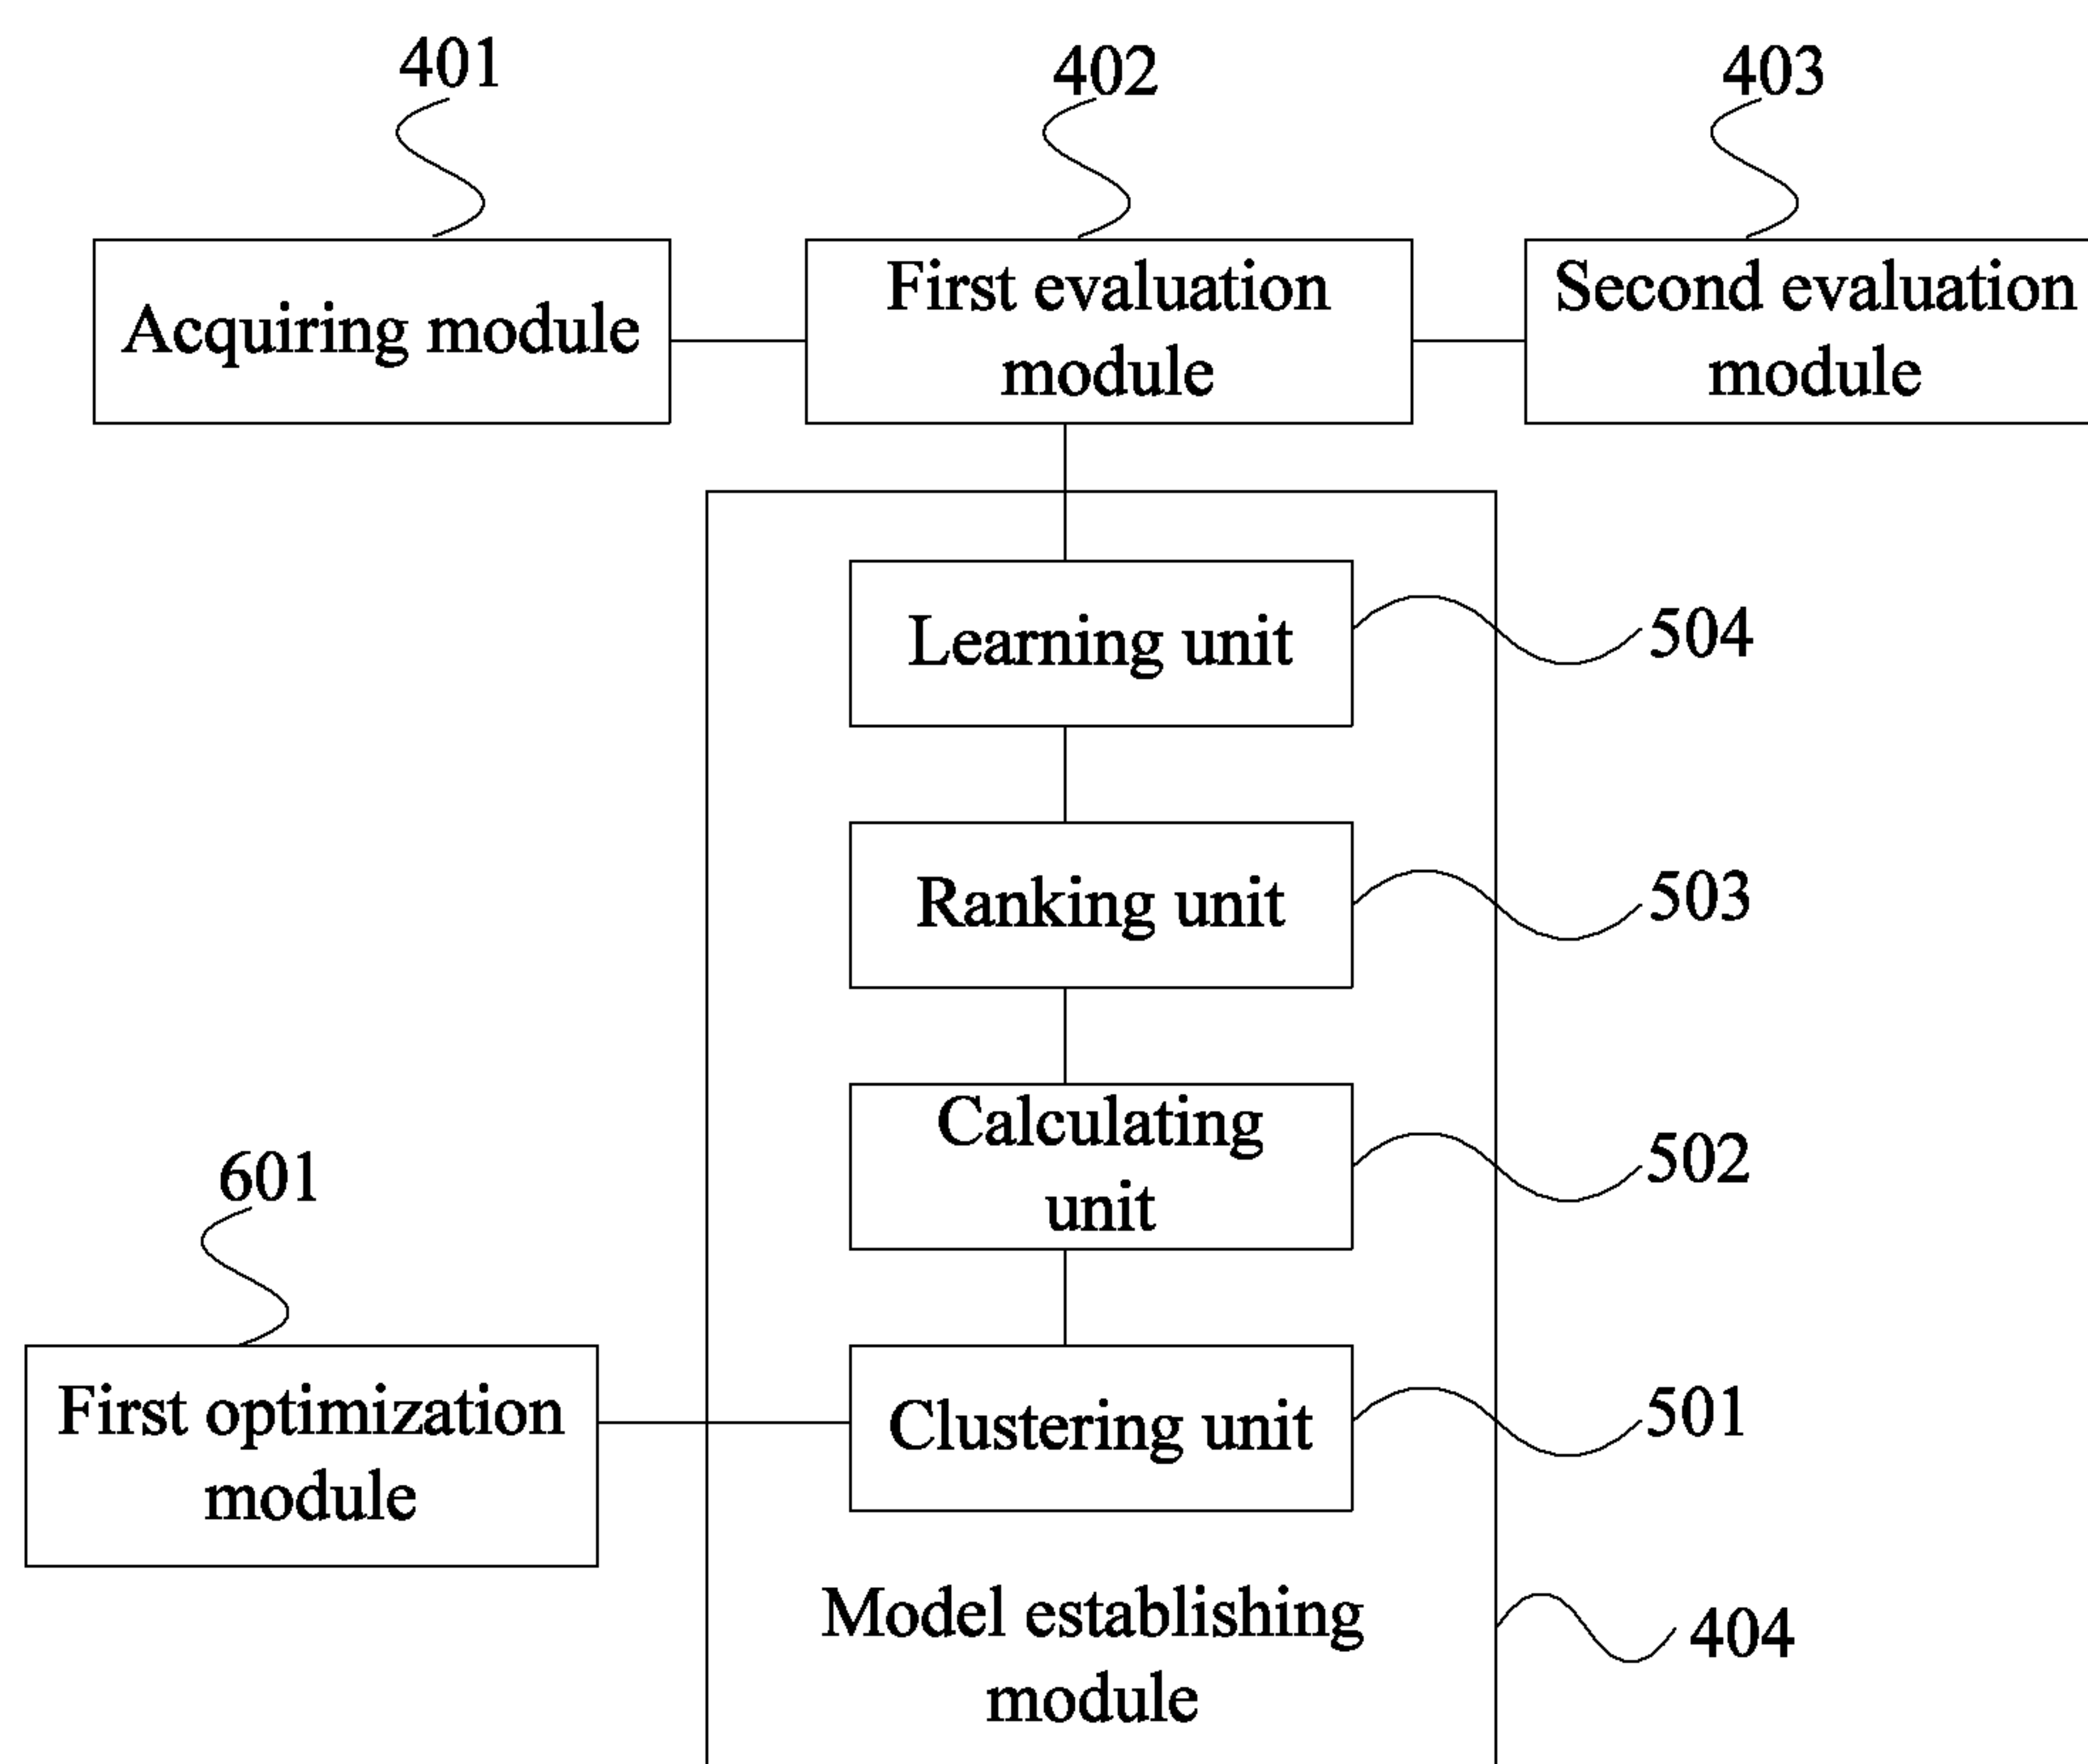 401
402
403
Acquiring module
First evaluation
module
Second evaluation
module
Learning unit
504
Ranking unit
503
Calculating
unit
502
601
First optimization
module
Clustering unit
501
Model establishing
module
404